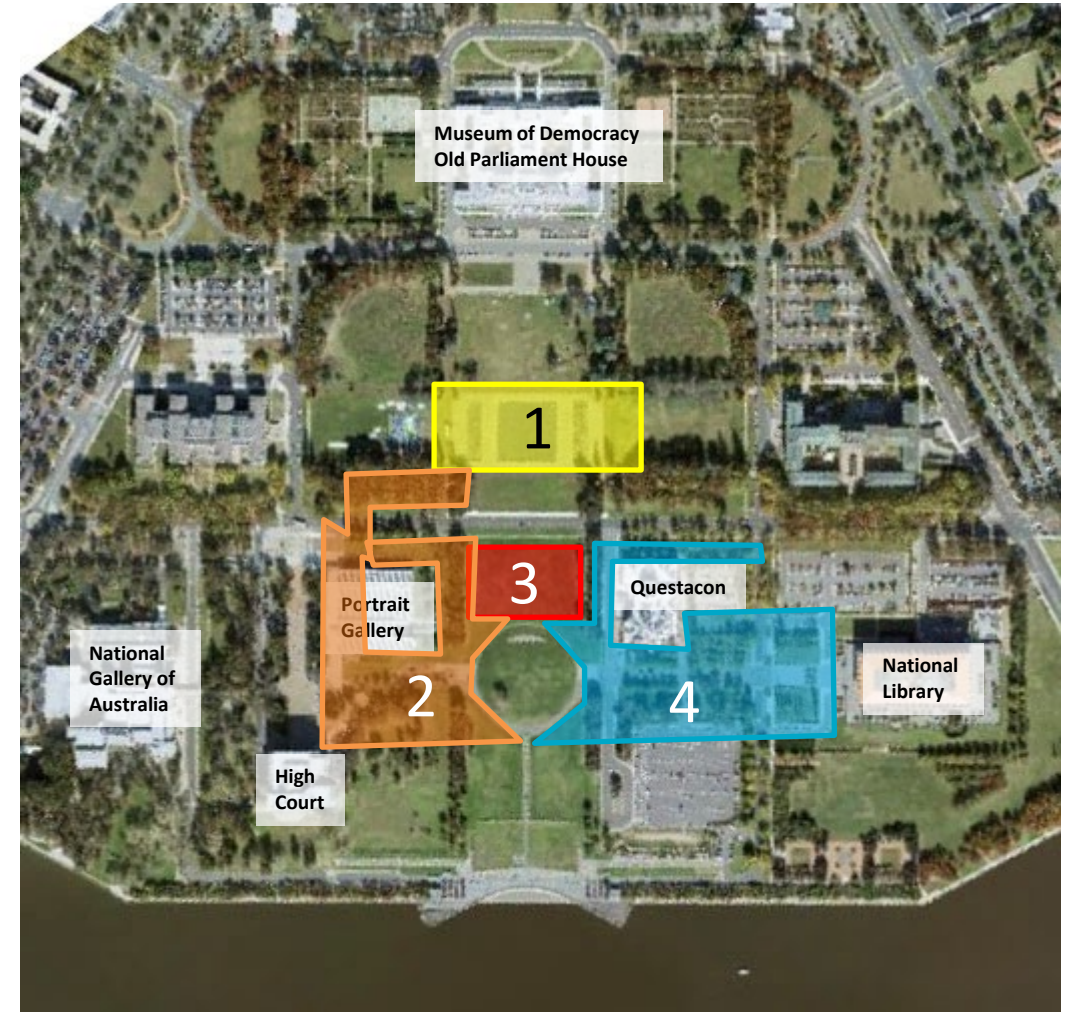 Museum of Democracy
Old Parliament House
1
3
Portrait
Gallery
Questacon
National
Gallery of
Australia
2
4
National
Library
High
Court